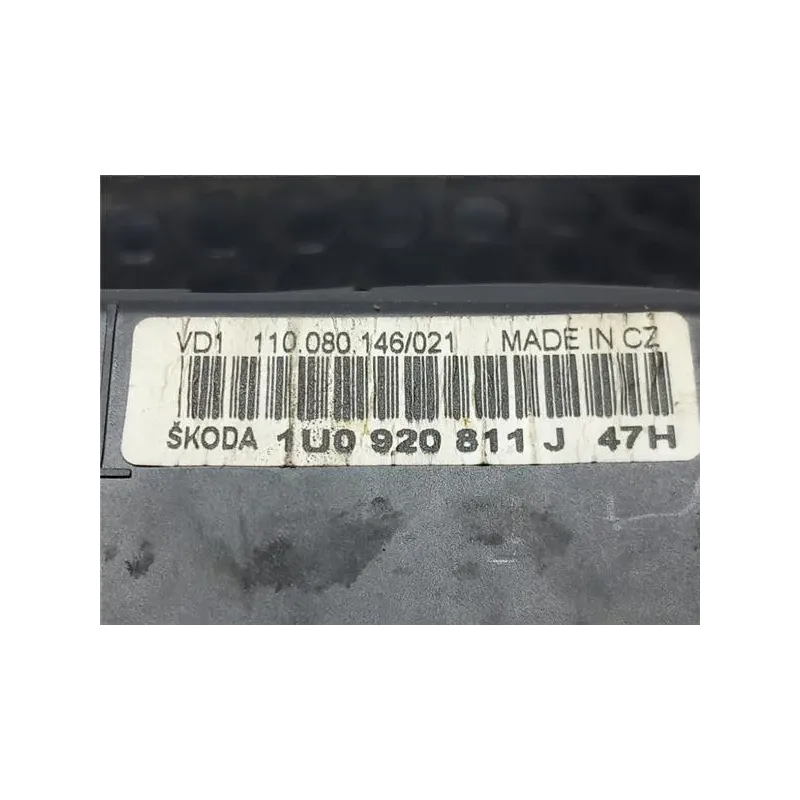 VD1 110.080.146/021 MADE IN CZ
ŠKODA 1U0 920 811 J 47H